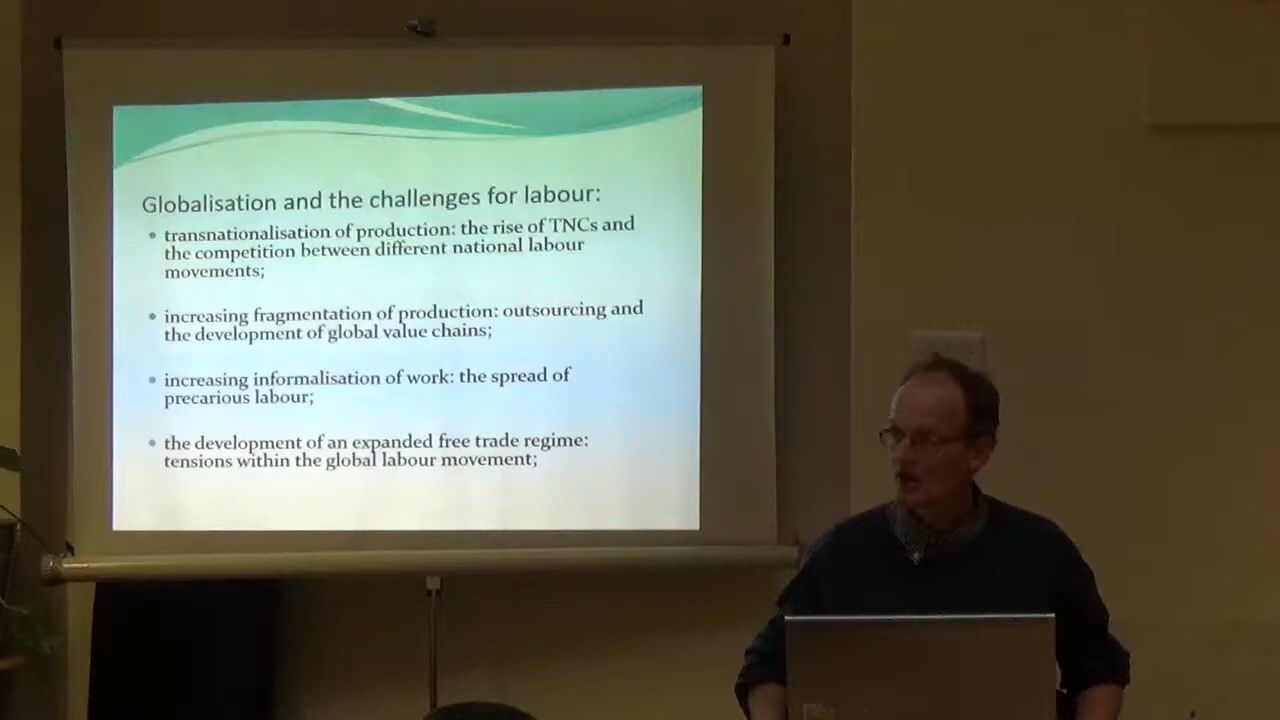 Globalisation and the challenges for labour:
• transnationalisation of production: the rise of TNCs and
the competition between different national labour
movements;
• increasing fragmentation of production: outsourcing and
the development of global value chains;
• increasing informalisation of work: the spread of
precarious labour;
• the development of an expanded free trade regime:
tensions within the global labour movement;